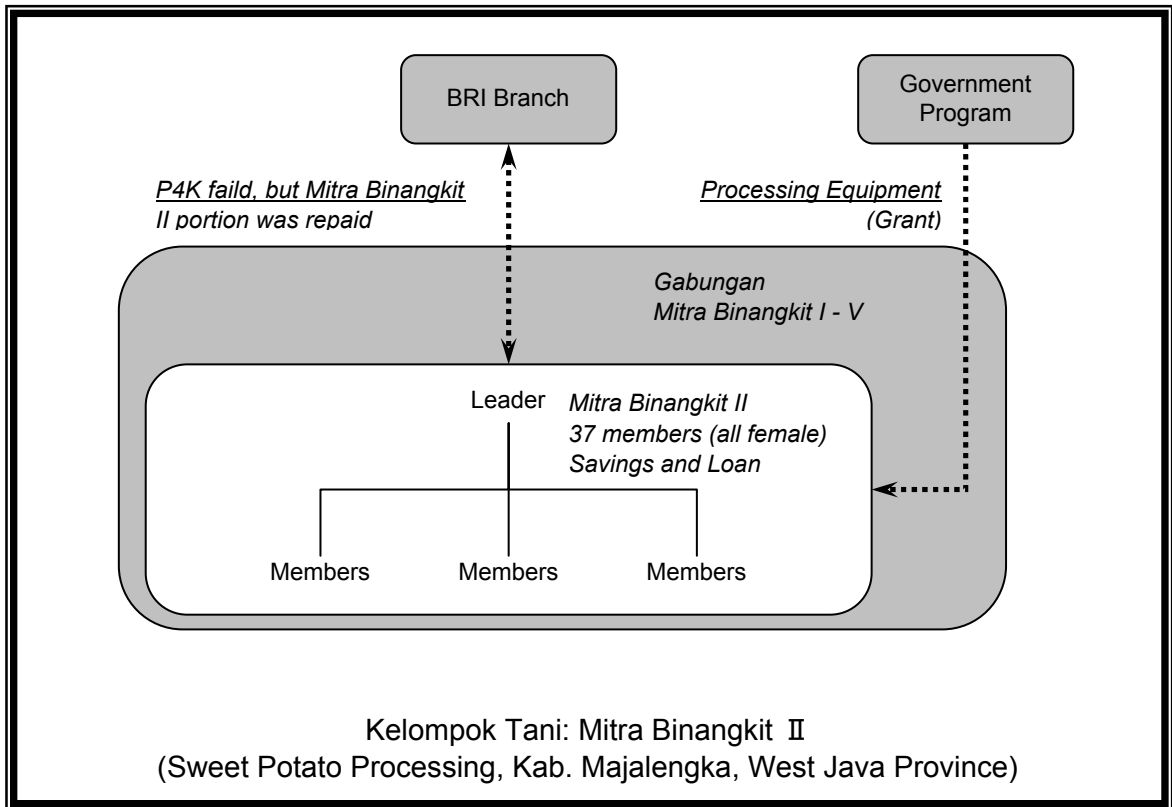 BRI Branch
Government
Program
P4K faild, but Mitra Binangkit
II portion was repaid
Processing Equipment
(Grant)
Gabungan
Mitra Binangkit I - V
Leader
Mitra Binangkit II
37 members (all female)
Savings and Loan
Members
Members
Members
Kelompok Tani: Mitra Binangkit Ⅱ
(Sweet Potato Processing, Kab. Majalengka, West Java Province)